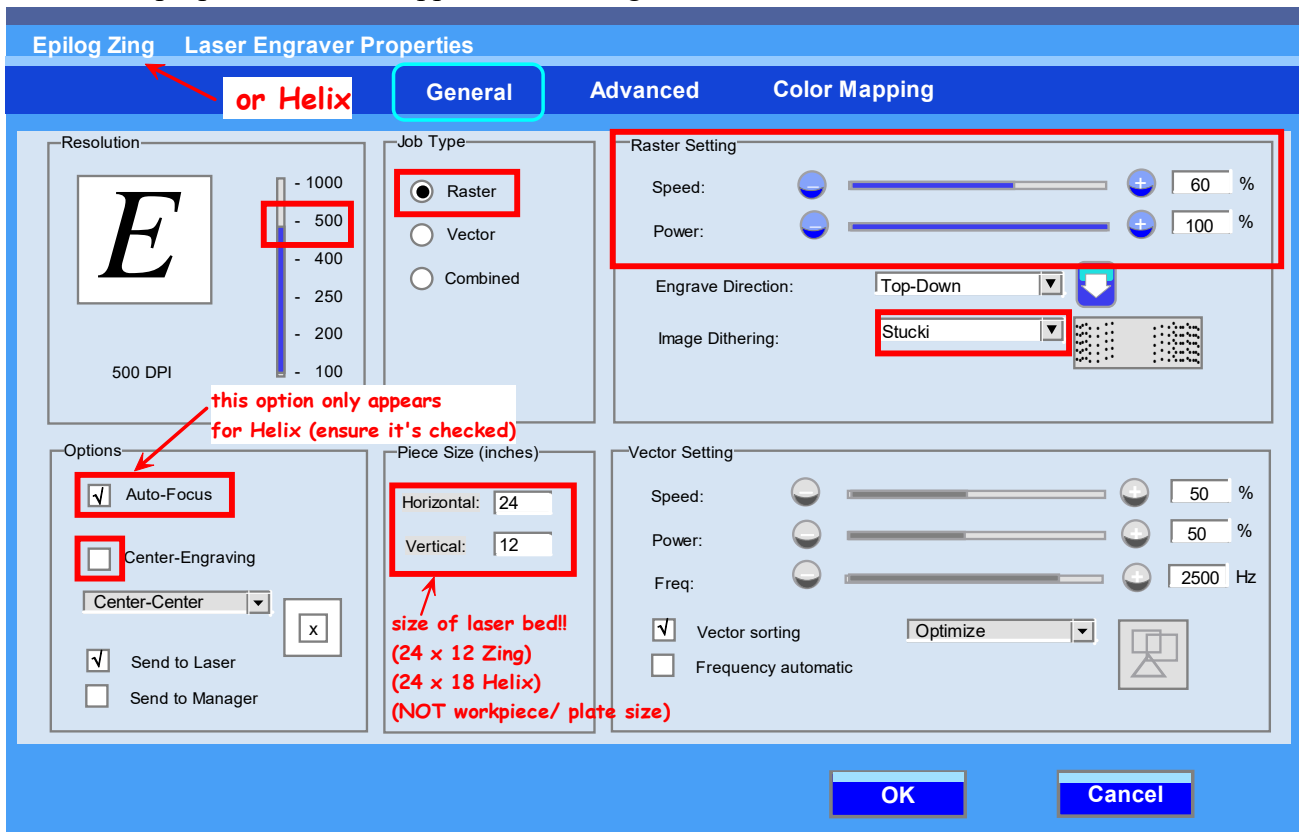 Epilog Zing Laser Engraver Properties
or Helix
General Advanced Color Mapping
Resolution
E
- 1000
- 500
- 400
- 250
- 200
- 100
500 DPI
Job Type
Raster
Vector
Combined
Raster Setting
Speed: - + 60 %
Power: - + 100 %
Engrave Direction: Top-Down
Image Dithering: Stucki
this option only appears
for Helix (ensure it's checked)
Options
√ Auto-Focus
Center-Engraving
Center-Center
x
√ Send to Laser
Send to Manager
Piece Size (inches)
Horizontal: 24
Vertical: 12
size of laser bed!!
(24 x 12 Zing)
(24 x 18 Helix)
(NOT workpiece/ plate size)
Vector Setting
Speed: - + 50 %
Power: - + 50 %
Freq: - + 2500 Hz
√ Vector sorting Optimize
Frequency automatic
OK Cancel